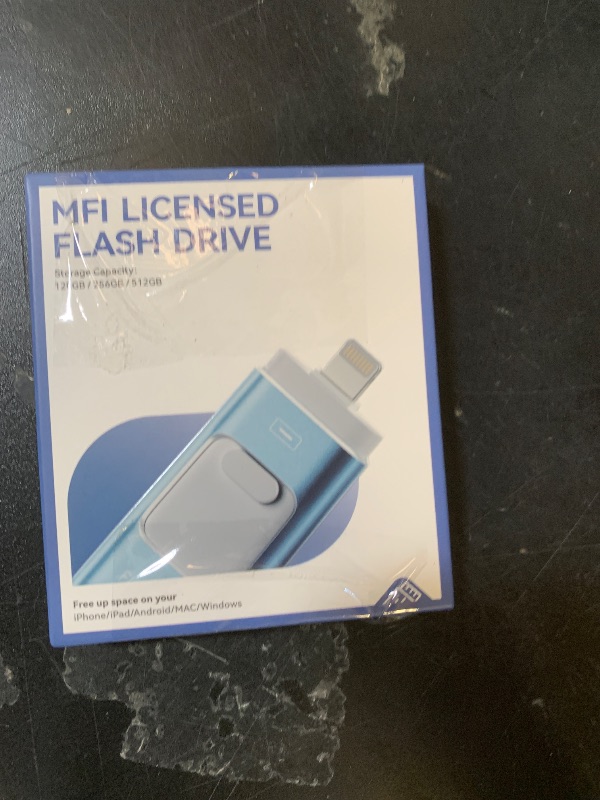 MFI LICENSED
FLASH DRIVE
Storage Capacity:
128GB / 256GB / 512GB
Free up space on your
iPhone/iPad/Android/MAC/Windows